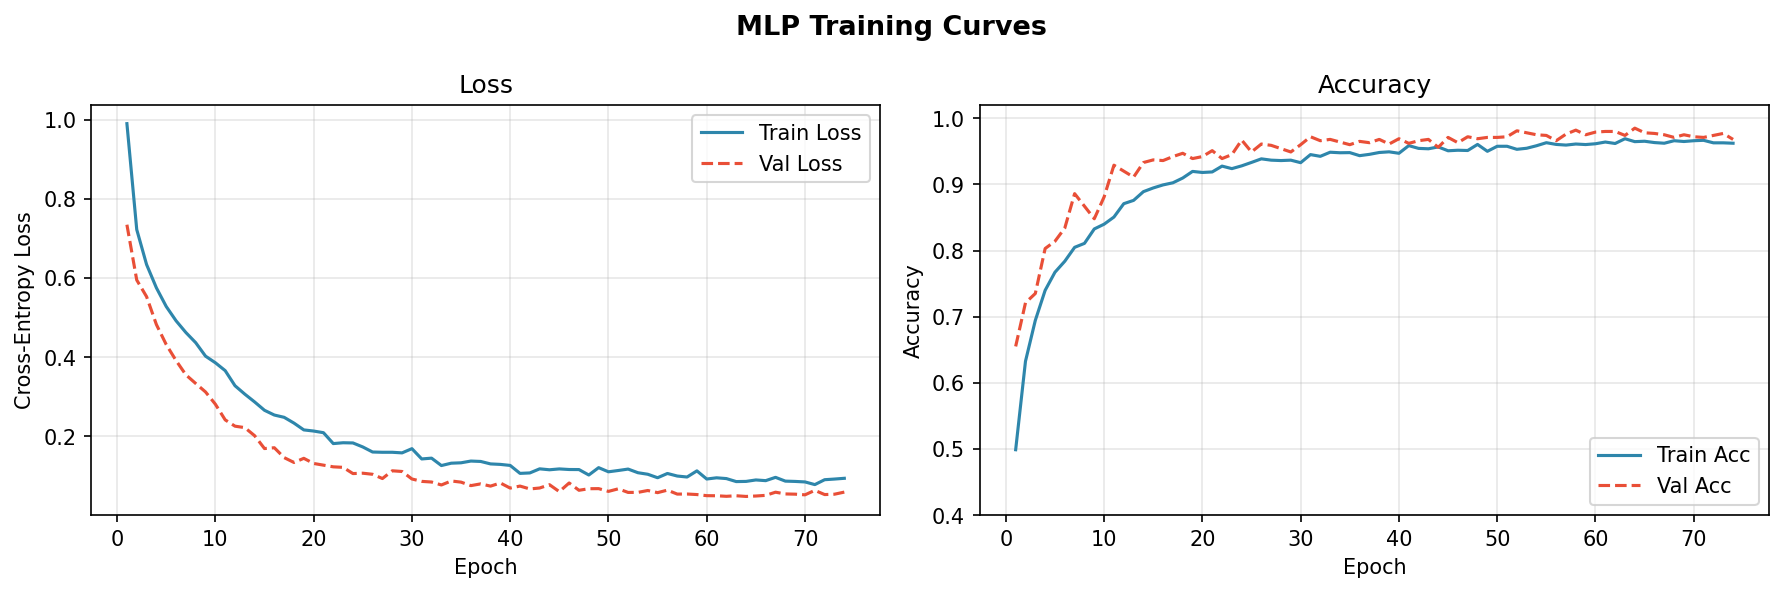 MLP Training Curves
Loss
Cross-Entropy Loss
1.0
0.8
0.6
0.4
0.2
Train Loss
Val Loss
0 10 20 30 40 50 60 70
Epoch
Accuracy
Accuracy
1.0
0.9
0.8
0.7
0.6
0.5
0.4
Train Acc
Val Acc
0 10 20 30 40 50 60 70
Epoch